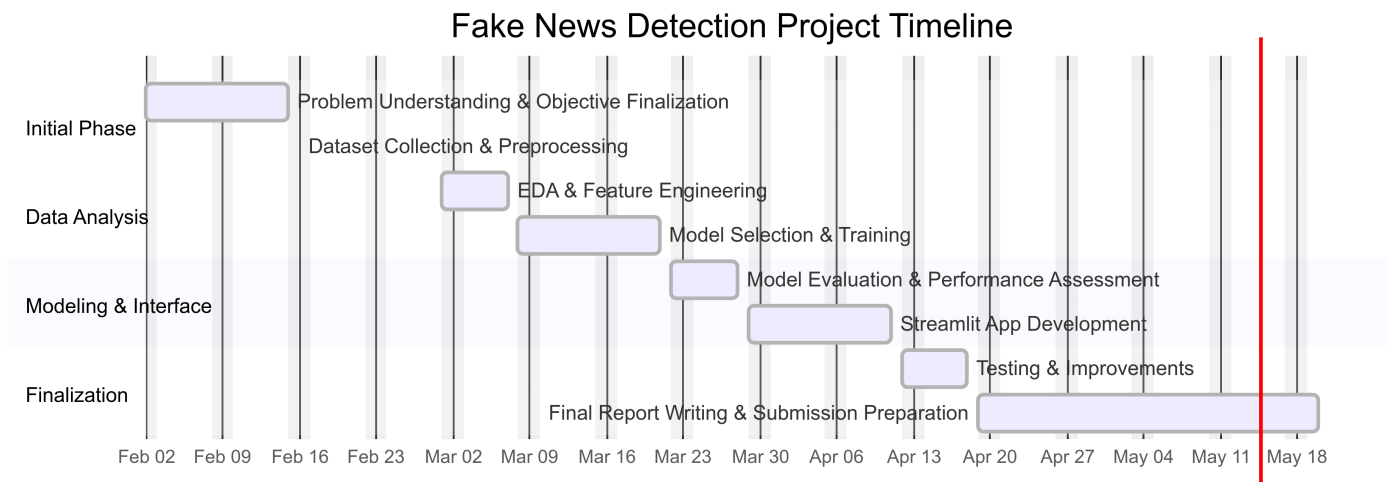 Fake News Detection Project Timeline
Problem Understanding & Objective Finalization
Initial Phase
Dataset Collection & Preprocessing
EDA & Feature Engineering
Data Analysis
Model Selection & Training
Model Evaluation & Performance Assessment
Modeling & Interface
Streamlit App Development
Testing & Improvements
Finalization
Final Report Writing & Submission Preparation
Feb 02 Feb 09 Feb 16 Feb 23 Mar 02 Mar 09 Mar 16 Mar 23 Mar 30 Apr 06 Apr 13 Apr 20 Apr 27 May 04 May 11 May 18